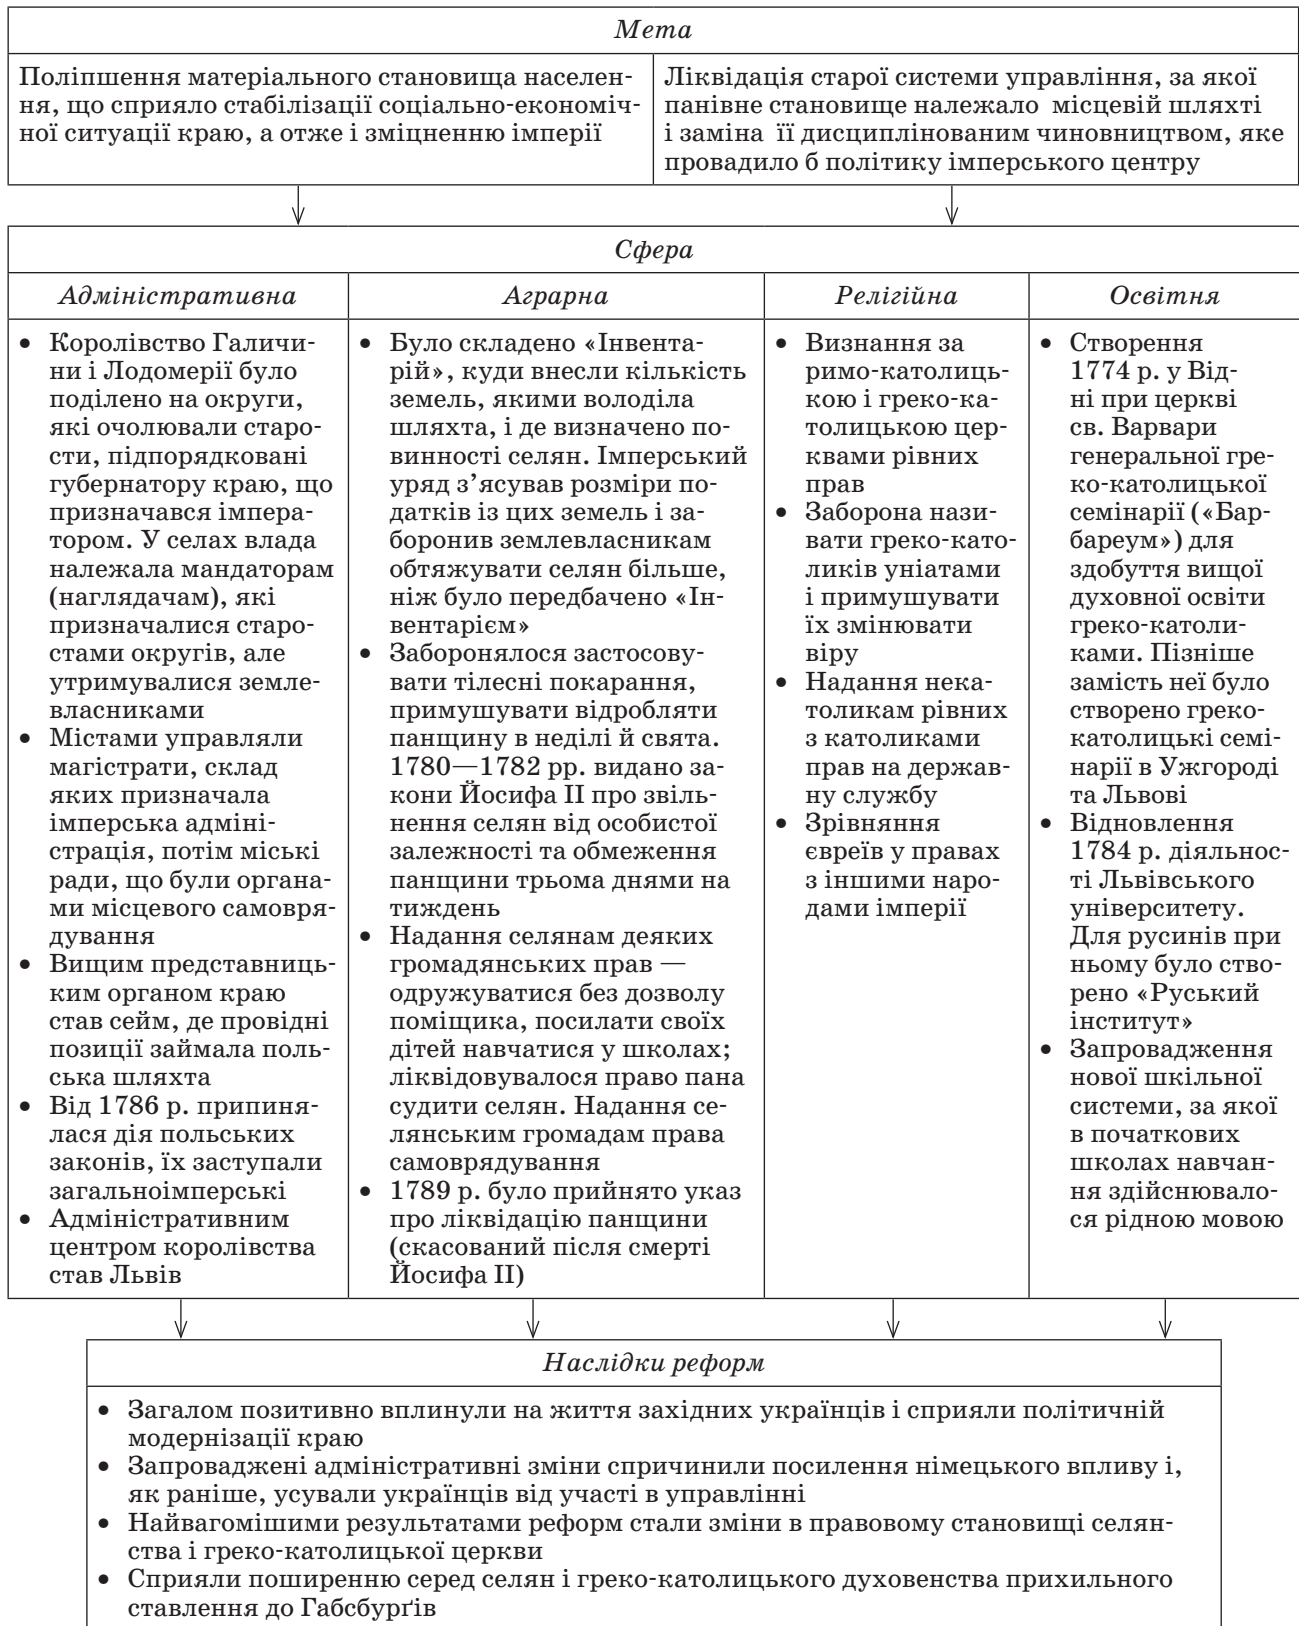 Мета
Поліпшення матеріального становища населен-
ня, що сприяло стабілізації соціально-економіч-
ної ситуації краю, а отже і зміцненню імперії
Ліквідація старої системи управління, за якої
панівне становище належало місцевій шляхті
і заміна її дисциплінованим чиновництвом, яке
провадило б політику імперського центру
Сфера
Адміністративна
• Королівство Галичи-
ни і Лодомерії було
поділено на округи,
які очолювали старо-
сти, підпорядковані
губернатору краю, що
призначався імпера-
тором. У селах влада
належала мандаторам
(наглядачам), які
призначалися старо-
стами округів, але
утримувалися земле-
власниками
• Містами управляли
магістрати, склад
яких призначала
імперська адміні-
страція, потім міські
ради, що були органа-
ми місцевого самовря-
дування
• Вищим представниць-
ким органом краю
став сейм, де провідні
позиції займала поль-
ська шляхта
• Від 1786 р. припиня-
лася дія польських
законів, їх заступали
загальноімперські
• Адміністративним
центром королівства
став Львів
Аграрна
• Було складено «Інвента-
рій», куди внесли кількість
земель, якими володіла
шляхта, і де визначено по-
винності селян. Імперський
уряд з’ясував розміри по-
датків із цих земель і за-
боронив землевласникам
обтяжувати селян більше,
ніж було передбачено «Ін-
вентарієм»
• Заборонялося застосову-
вати тілесні покарання,
примушувати відробляти
панщину в неділі й свята.
1780—1782 рр. видано за-
кони Йосифа II про звіль-
нення селян від особистої
залежності та обмеження
панщини трьома днями на
тиждень
• Надання селянам деяких
громадянських прав —
одружуватися без дозволу
поміщика, посилати своїх
дітей навчатися у школах;
ліквідовувалося право пана
судити селян. Надання се-
лянським громадам права
самоврядування
• 1789 р. було прийнято указ
про ліквідацію панщини
(скасований після смерті
Йосифа II)
Релігійна
• Визнання за
римо-католиць-
кою і греко-ка-
толицькою цер-
квами рівних
прав
• Заборона нази-
вати греко-като-
ликів уніатами
і примушувати
їх змінювати
віру
• Надання нека-
толикам рівних
з католиками
прав на держав-
ну службу
• Зрівняння
євреїв у правах
з іншими наро-
дами імперії
Освітня
• Створення
1774 р. у Від-
ні при церкві
св. Варвари
генеральної гре-
ко-католицької
семінарії («Бар-
бареум») для
здобуття вищої
духовної освіти
греко-католи-
ками. Пізніше
замість неї було
створено греко-
католицькі семі-
нарії в Ужгороді
та Львові
• Відновлення
1784 р. діяльнос-
ті Львівського
університету.
Для русинів при
ньому було ство-
рено «Руський
інститут»
• Запровадження
нової шкільної
системи, за якої
в початкових
школах навчан-
ня здійснювало-
ся рідною мовою
Наслідки реформ
• Загалом позитивно вплинули на життя західних українців і сприяли політичній
модернізації краю
• Запроваджені адміністративні зміни спричинили посилення німецького впливу і,
як раніше, усували українців від участі в управлінні
• Найвагомішими результатами реформ стали зміни в правовому становищі селян-
ства і греко-католицької церкви
• Сприяли поширенню серед селян і греко-католицького духовенства прихильного
ставлення до Габсбурґів